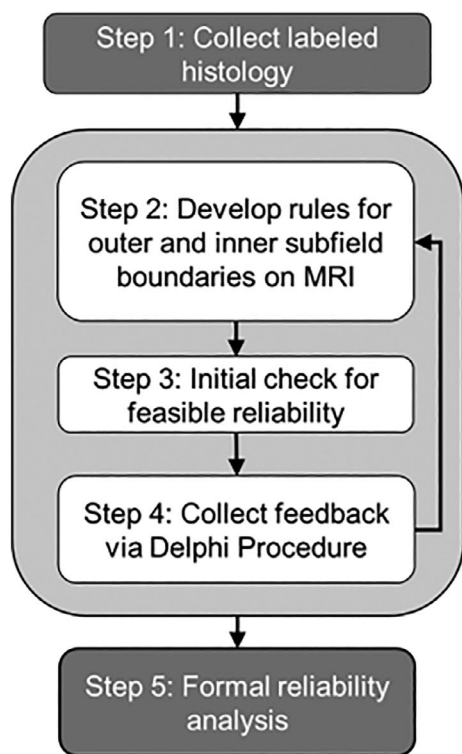 Step 1: Collect labeled
histology
Step 2: Develop rules for
outer and inner subfield
boundaries on MRI
Step 3: Initial check for
feasible reliability
Step 4: Collect feedback
via Delphi Procedure
Step 5: Formal reliability
analysis